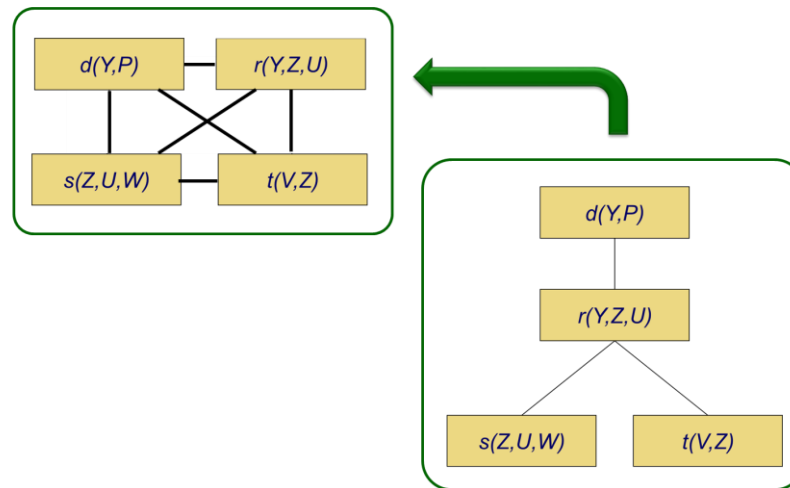 d(Y,P)
r(Y,Z,U)
s(Z,U,W)
t(V,Z)
d(Y,P)
r(Y,Z,U)
s(Z,U,W)
t(V,Z)